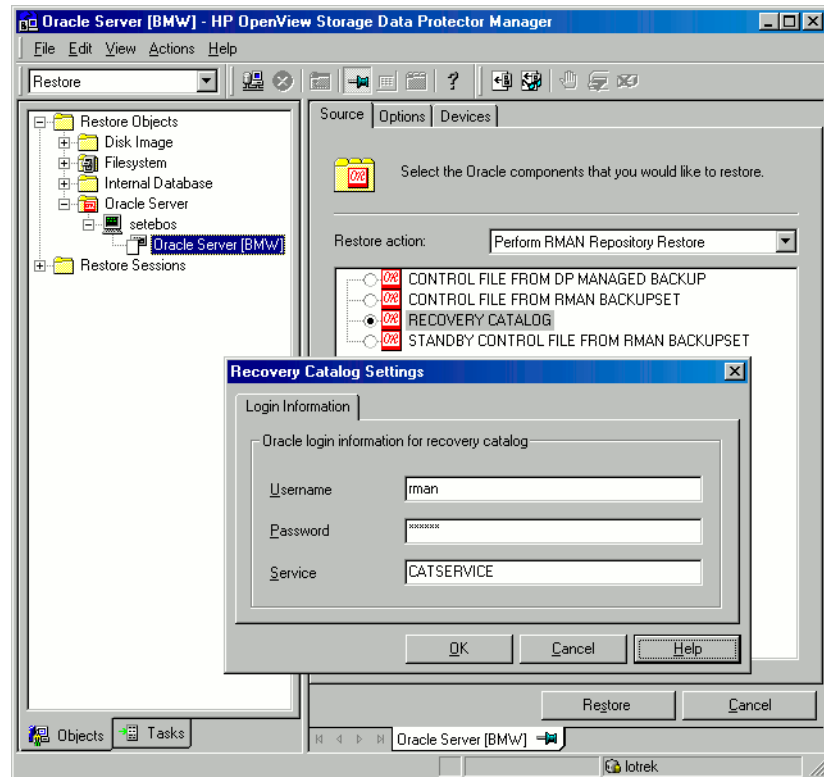 Oracle Server [BMW] - HP OpenView Storage Data Protector Manager
File Edit View Actions Help
Restore
Restore Objects
Disk Image
Filesystem
Internal Database
Oracle Server
setebos
Oracle Server [BMW]
Restore Sessions
Source Options Devices
Select the Oracle components that you would like to restore.
Restore action: Perform RMAN Repository Restore
CONTROL FILE FROM DP MANAGED BACKUP
CONTROL FILE FROM RMAN BACKUPSET
RECOVERY CATALOG
STANDBY CONTROL FILE FROM RMAN BACKUPSET
Recovery Catalog Settings
Login Information
Oracle login information for recovery catalog
Username rman
Password xxxxxx
Service CATSERVICE
OK Cancel Help
Restore Cancel
Objects Tasks
Oracle Server [BMW]
lotrek